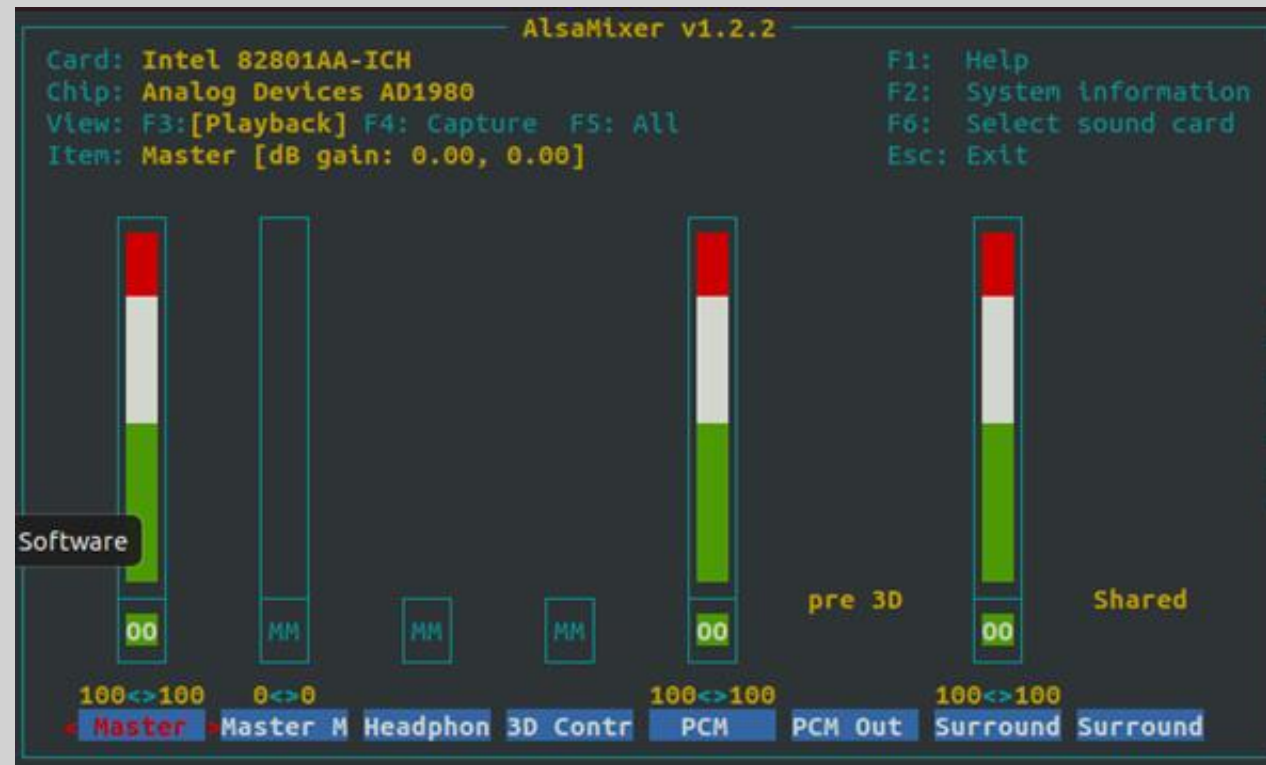 AlsaMixer v1.2.2
Card: Intel 82801AA-ICH F1: Help
Chip: Analog Devices AD1980 F2: System information
View: F3:[Playback] F4: Capture F5: All F6: Select sound card
Item: Master [dB gain: 0.00, 0.00] Esc: Exit
Software
pre 3D Shared
OO MM MM MM OO OO
100<>100 0<>0 100<>100 100<>100
< Master > Master M Headphon 3D Contr PCM PCM Out Surround Surround